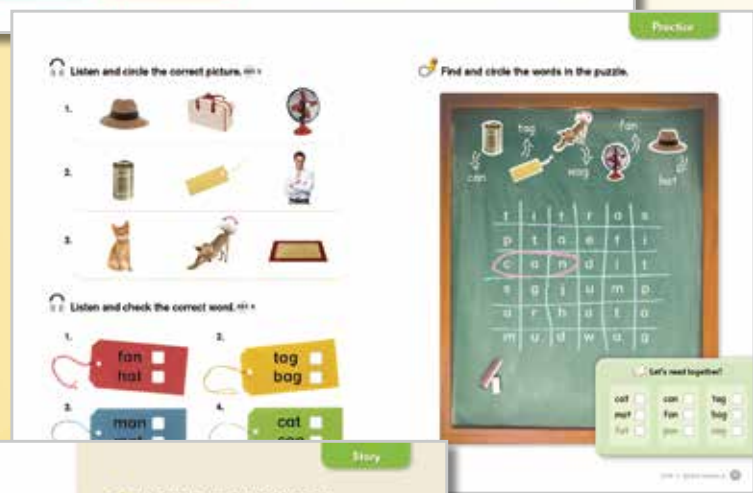 Practice
Listen and circle the correct picture.
1.
2.
3.
Listen and check the correct word.
1.
fan
hat
2.
tag
bag
3.
man
4.
cat
Find and circle the words in the puzzle.
can
tag
wag
fan
hat
t i f r a s
p t a e f i
c a n d i t
s g j u m p
a r h a t a
m u d w a g
Let's read together!
cat can tag
mat fan bag
Story